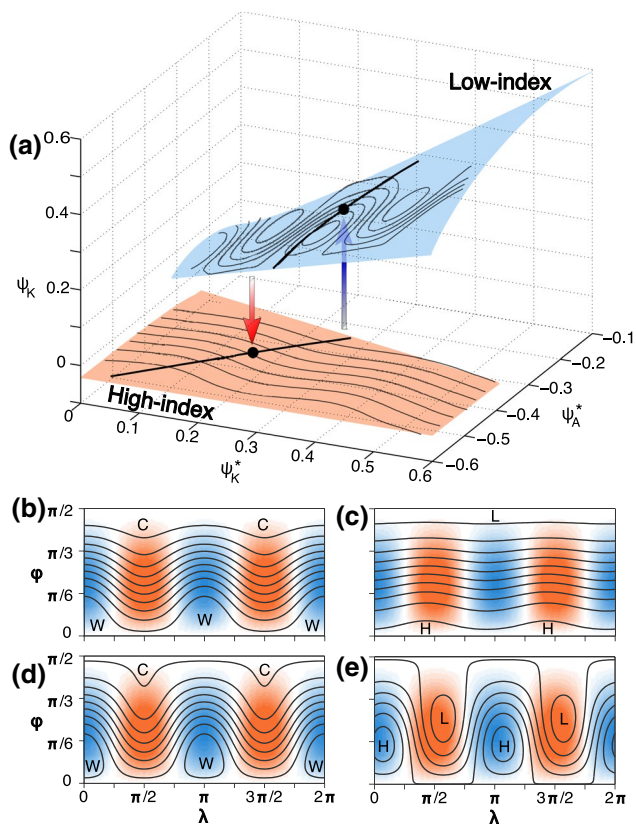 (a)
Low-index
High-index
0.6
0.4
0.2
0
ψK
0
0.1
0.2
0.3
0.4
0.5
0.6
ψK*
−0.1
−0.2
−0.3
−0.4
−0.5
−0.6
ψA*
(b)
π/2
π/3
φ
π/6
0
C
C
W
W
W
(c)
L
H
H
(d)
π/2
π/3
φ
π/6
0
C
C
W
W
W
0
π/2
π
3π/2
2π
λ
(e)
L
L
H
H
0
π/2
π
3π/2
2π
λ